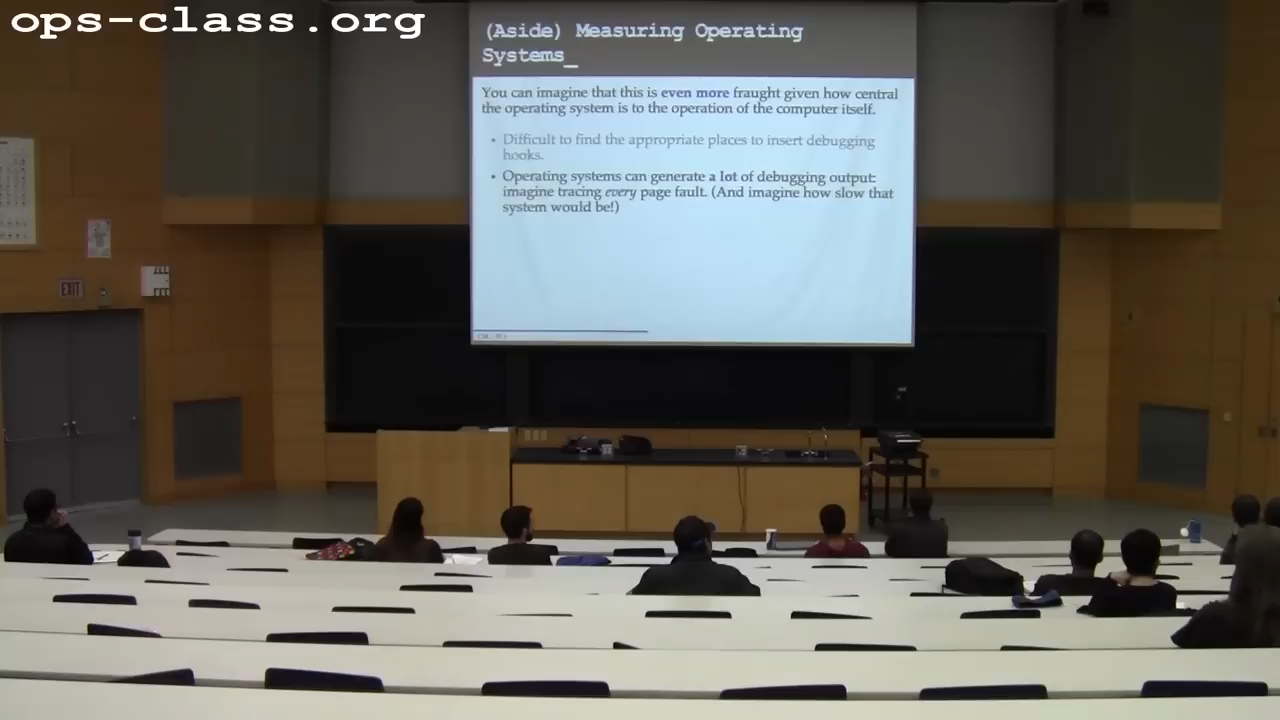 ops-class.org
(Aside) Measuring Operating
Systems_
You can imagine that this is even more fraught given how central
the operating system is to the operation of the computer itself.
• Difficult to find the appropriate places to insert debugging
hooks.
• Operating systems can generate a lot of debugging output:
imagine tracing every page fault. (And imagine how slow that
system would be!)
EXIT